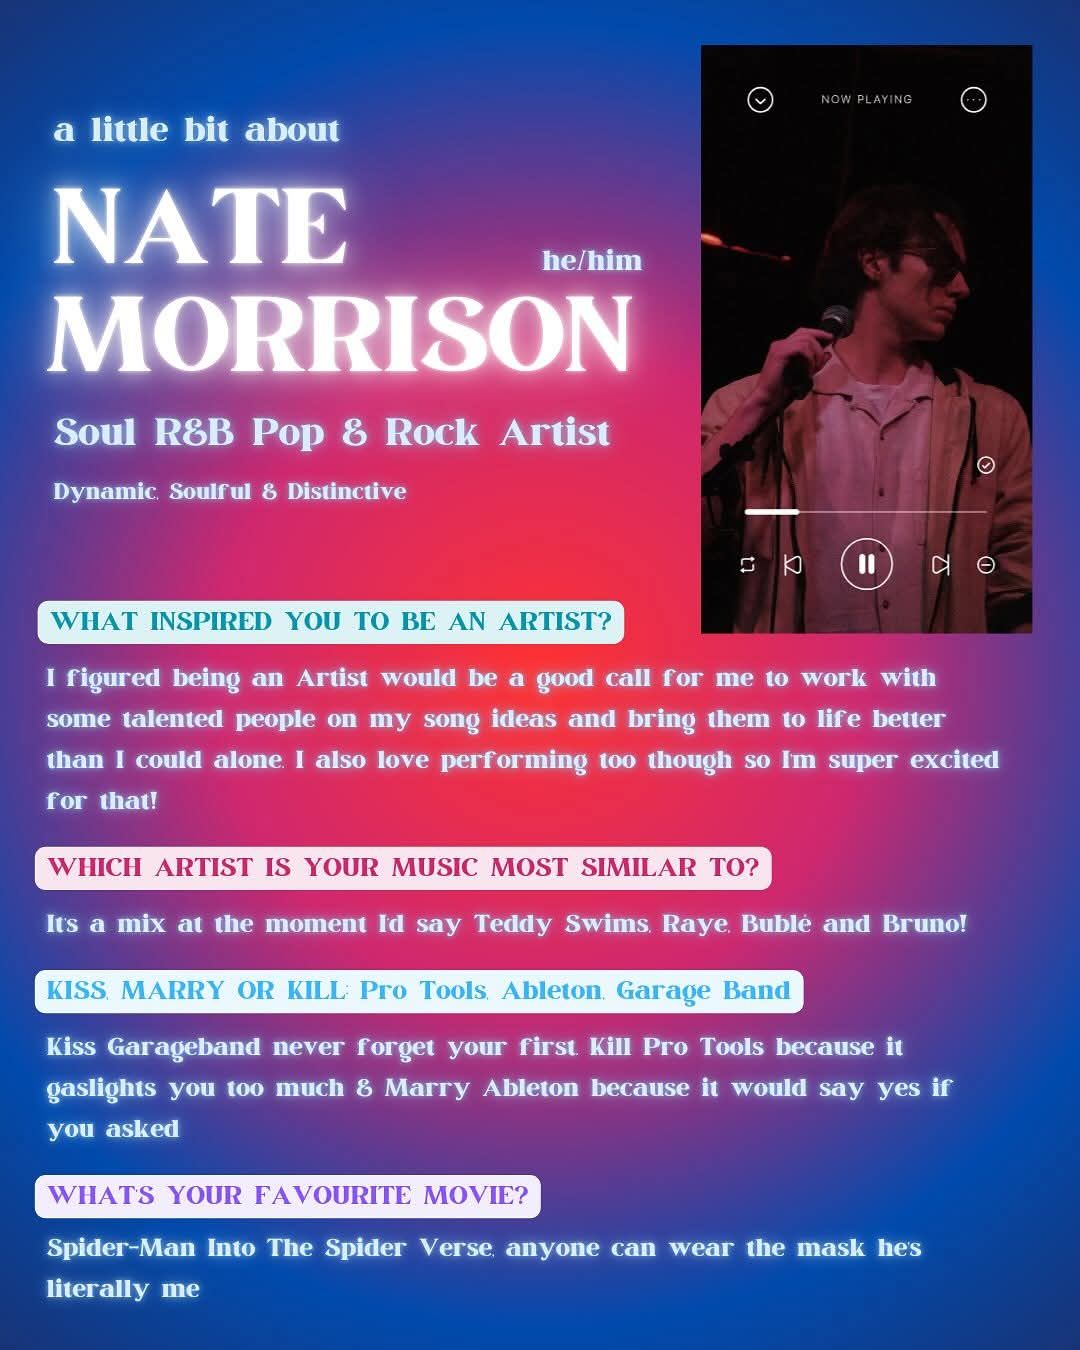 a little bit about
NATE
he/him
MORRISON
Soul R&B Pop & Rock Artist
Dynamic, Soulful & Distinctive
NOW PLAYING
WHAT INSPIRED YOU TO BE AN ARTIST?
I figured being an Artist would be a good call for me to work with
some talented people on my song ideas and bring them to life better
than I could alone. I also love performing too though so I'm super excited
for that!
WHICH ARTIST IS YOUR MUSIC MOST SIMILAR TO?
It's a mix at the moment I'd say Teddy Swims, Raye, Bublé and Bruno!
KISS, MARRY OR KILL: Pro Tools, Ableton, Garage Band
Kiss Garageband never forget your first. Kill Pro Tools because it
gaslights you too much & Marry Ableton because it would say yes if
you asked
WHAT'S YOUR FAVOURITE MOVIE?
Spider-Man Into The Spider Verse, anyone can wear the mask he's
literally me